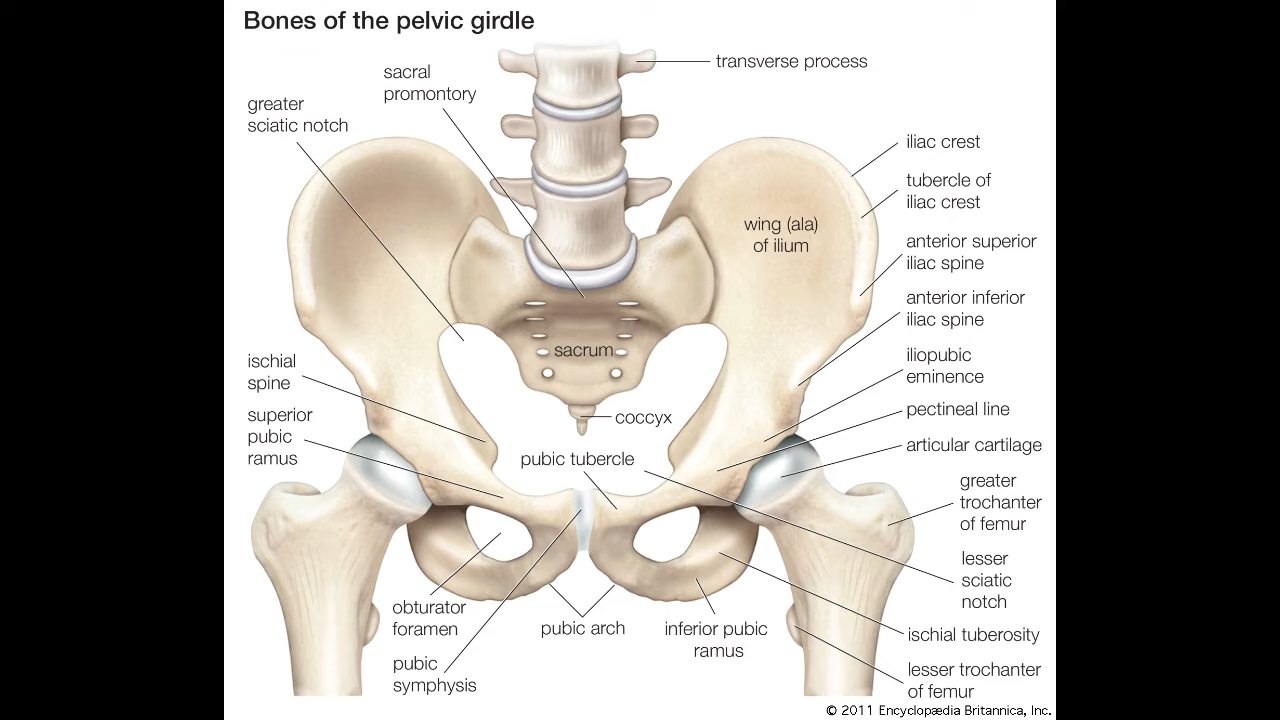 Bones of the pelvic girdle
transverse process
sacral
promontory
greater
sciatic notch
iliac crest
tubercle of
iliac crest
wing (ala)
of ilium
anterior superior
iliac spine
anterior inferior
iliac spine
sacrum
ischial
spine
iliopubic
eminence
superior
pubic
ramus
coccyx
pectineal line
pubic tubercle
articular cartilage
greater
trochanter
of femur
lesser
sciatic
notch
obturator
foramen
pubic arch
inferior pubic
ramus
ischial tuberosity
pubic
symphysis
lesser trochanter
of femur
© 2011 Encyclopædia Britannica, Inc.